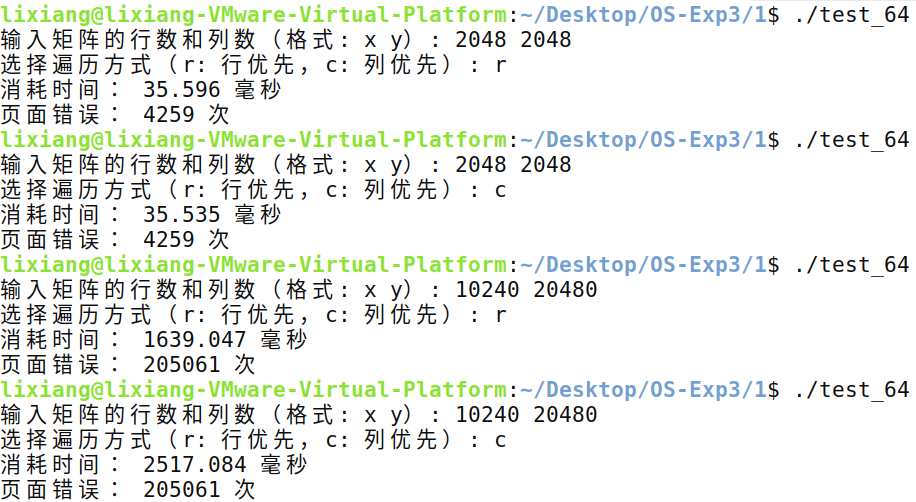 lixiang@lixiang-VMware-Virtual-Platform:~/Desktop/OS-Exp3/1$ ./test_64
输入矩阵的行数和列数（格式: x y）: 2048 2048
选择遍历方式（r: 行优先，c: 列优先）: r
消耗时间： 35.596 毫秒
页面错误： 4259 次
lixiang@lixiang-VMware-Virtual-Platform:~/Desktop/OS-Exp3/1$ ./test_64
输入矩阵的行数和列数（格式: x y）: 2048 2048
选择遍历方式（r: 行优先，c: 列优先）: c
消耗时间： 35.535 毫秒
页面错误： 4259 次
lixiang@lixiang-VMware-Virtual-Platform:~/Desktop/OS-Exp3/1$ ./test_64
输入矩阵的行数和列数（格式: x y）: 10240 20480
选择遍历方式（r: 行优先，c: 列优先）: r
消耗时间： 1639.047 毫秒
页面错误： 205061 次
lixiang@lixiang-VMware-Virtual-Platform:~/Desktop/OS-Exp3/1$ ./test_64
输入矩阵的行数和列数（格式: x y）: 10240 20480
选择遍历方式（r: 行优先，c: 列优先）: c
消耗时间： 2517.084 毫秒
页面错误： 205061 次